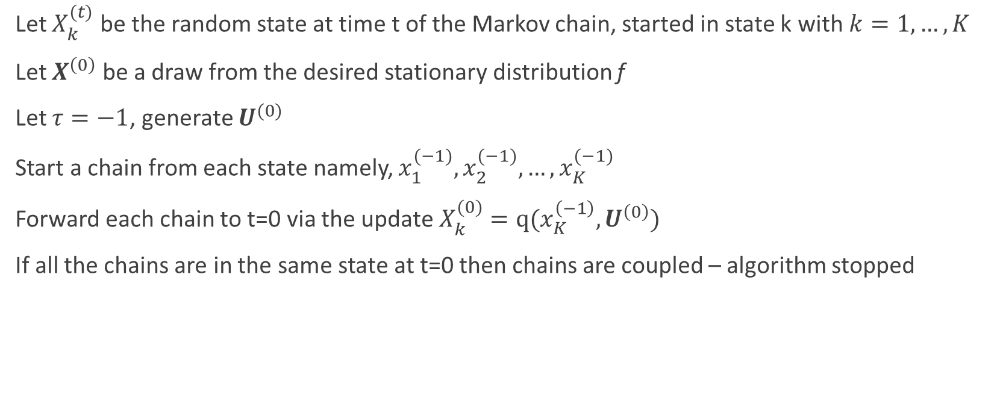 Let $X_k^{(t)}$ be the random state at time t of the Markov chain, started in state k with $k = 1, \dots, K$
Let $\boldsymbol{X}^{(0)}$ be a draw from the desired stationary distribution $f$
Let $\tau = -1$, generate $\boldsymbol{U}^{(0)}$
Start a chain from each state namely, $x_1^{(-1)}, x_2^{(-1)}, \dots, x_K^{(-1)}$
Forward each chain to t=0 via the update $X_k^{(0)} = \mathrm{q}(x_K^{(-1)}, \boldsymbol{U}^{(0)})$
If all the chains are in the same state at t=0 then chains are coupled – algorithm stopped